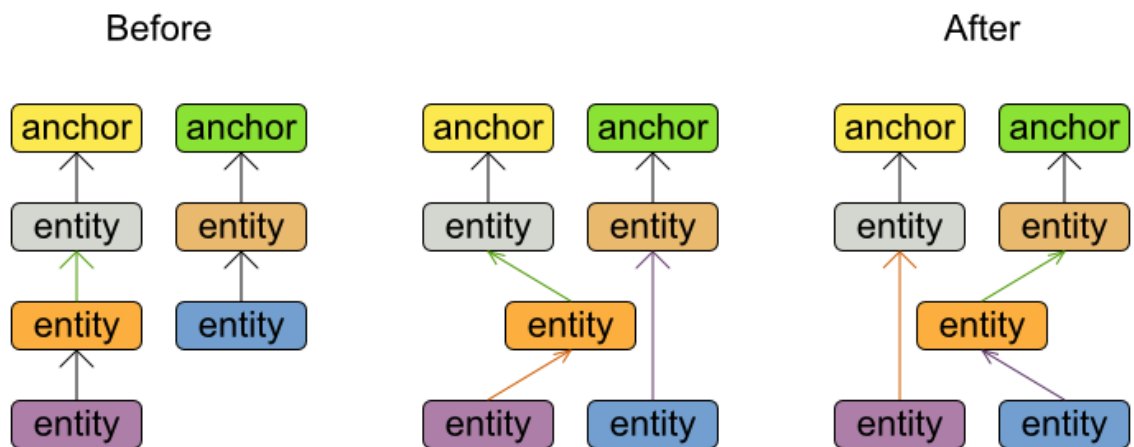 Before After
anchor anchor anchor anchor anchor anchor
entity entity entity entity entity entity
entity entity entity entity
entity entity entity entity entity